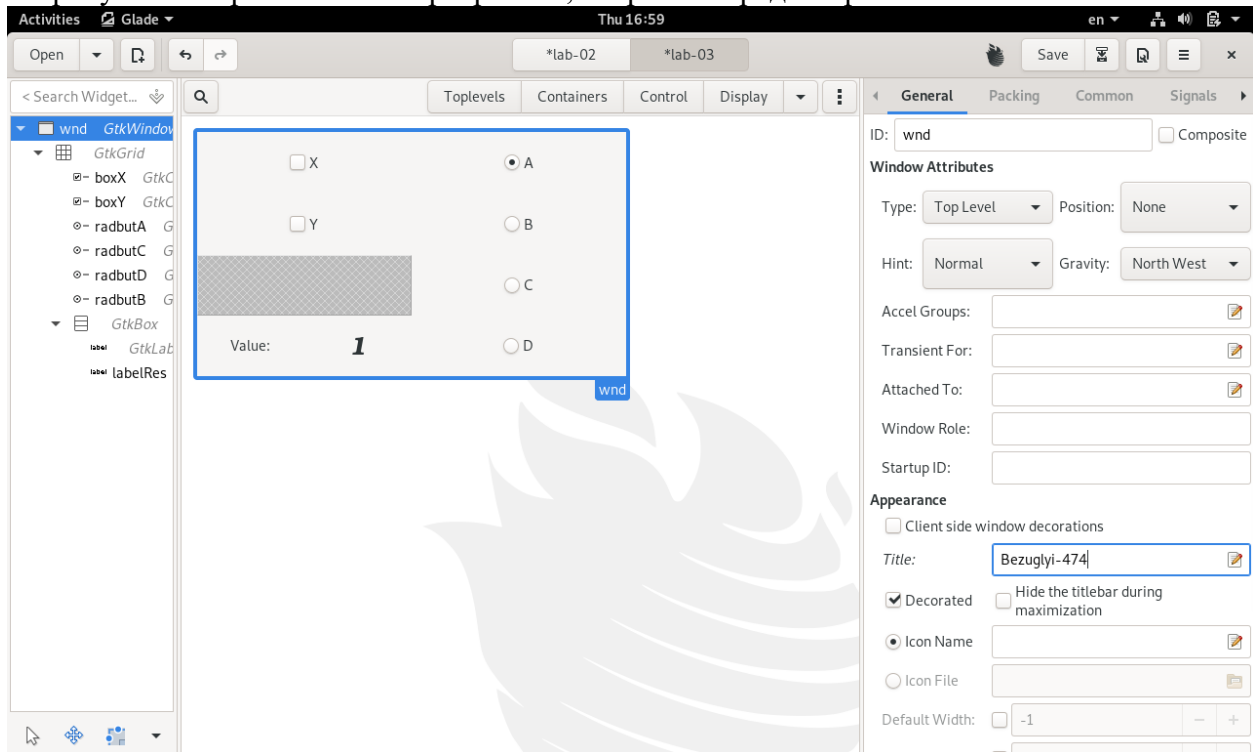 Activities Glade Thu 16:59 en
Open *lab-02 *lab-03 Save
< Search Widget... Toplevels Containers Control Display General Packing Common Signals
wnd GtkWindow
ID: wnd Composite
GtkGrid
X A
Window Attributes
boxX GtkC
boxY GtkC
Type: Top Level Position: None
radbutA G
Y B
radbutC G
Hint: Normal Gravity: North West
radbutD G
C
radbutB G
Accel Groups:
GtkBox
Value: 1 D
GtkLab
Transient For:
labelRes
wnd
Attached To:
Window Role:
Startup ID:
Appearance
Client side window decorations
Title: Bezuglyi-474
Decorated Hide the titlebar during
maximization
Icon Name
Icon File
Default Width: -1